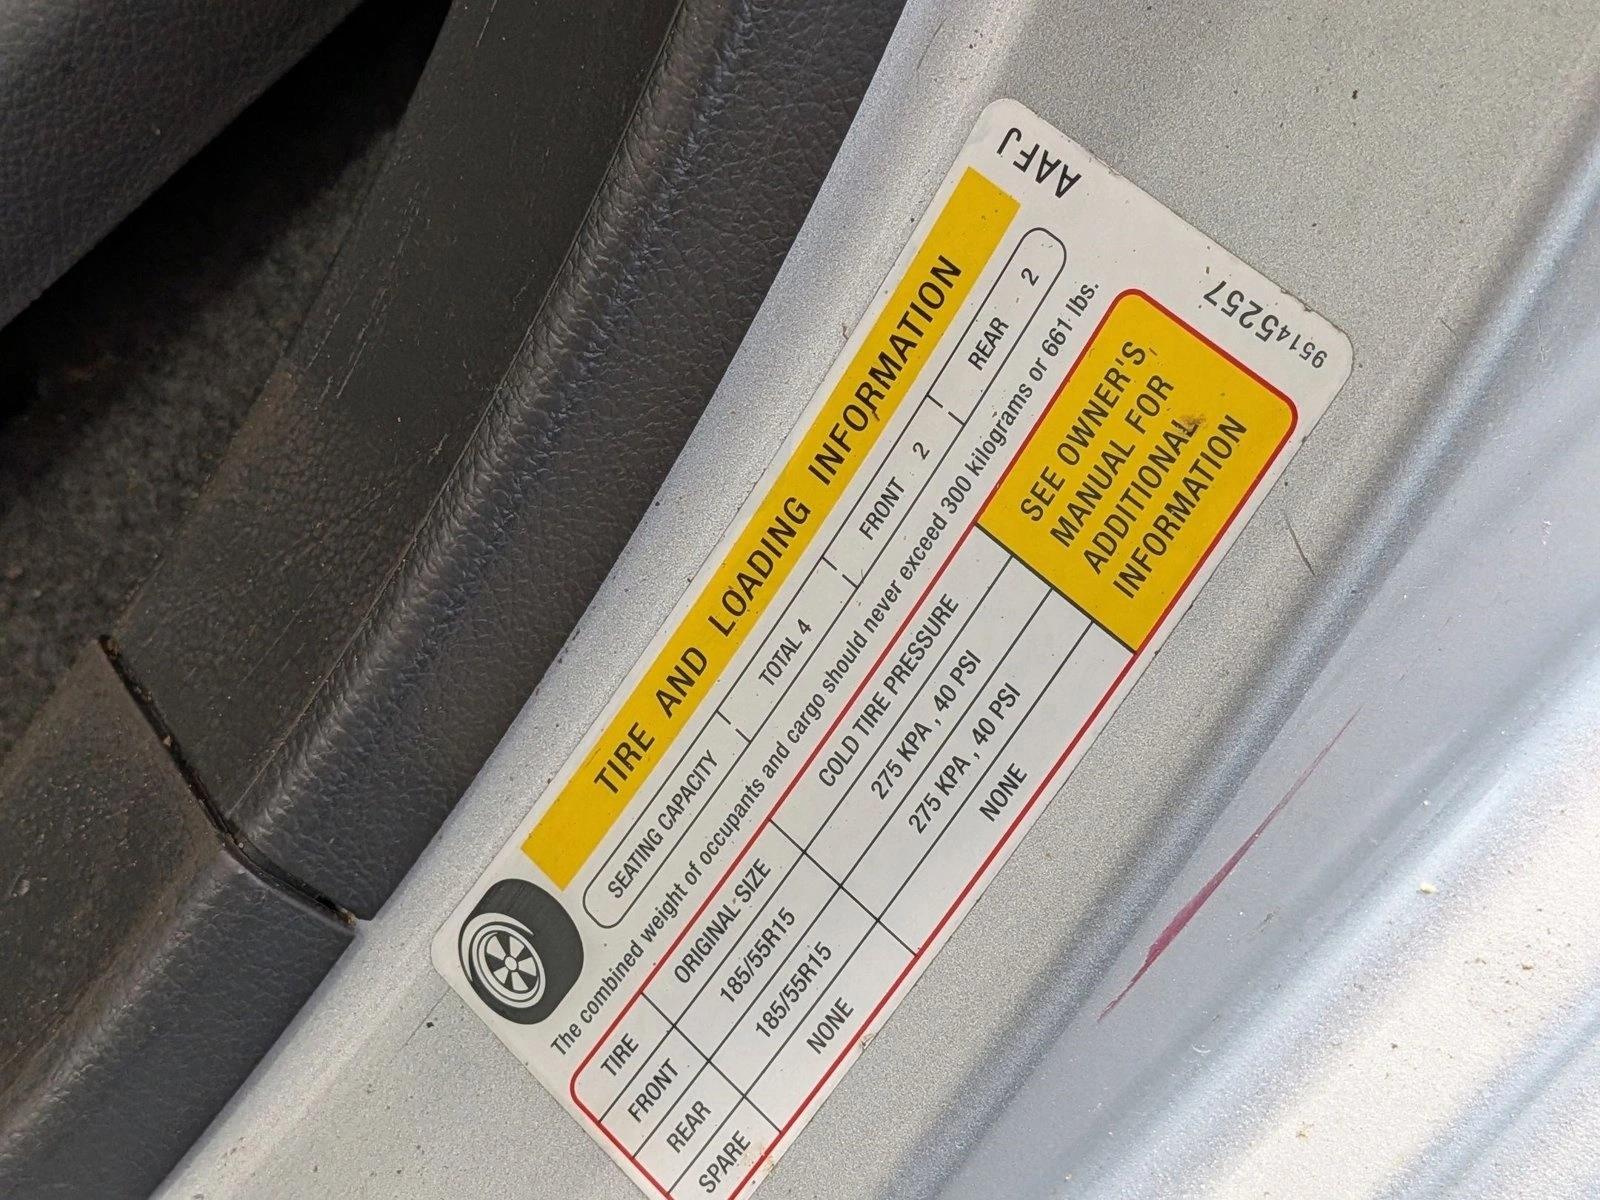 TIRE AND LOADING INFORMATION
SEATING CAPACITY TOTAL 4 FRONT 2 REAR 2
The combined weight of occupants and cargo should never exceed 300 kilograms or 661 lbs.
TIRE ORIGINAL SIZE COLD TIRE PRESSURE
FRONT 185/55R15 275 KPA , 40 PSI
REAR 185/55R15 275 KPA , 40 PSI
SPARE NONE NONE
SEE OWNER'S
MANUAL FOR
ADDITIONAL
INFORMATION
AAFJ
95145257